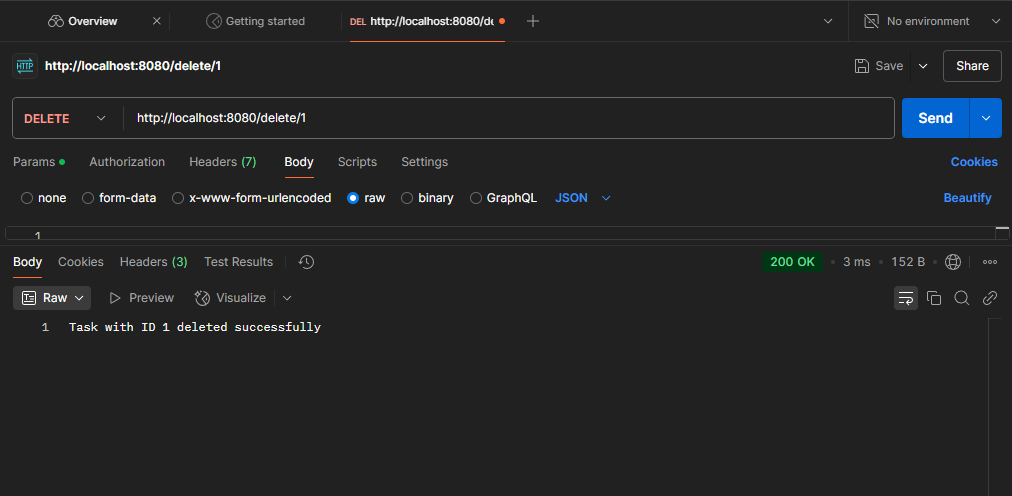 Overview
Getting started
DEL http://localhost:8080/de
No environment
HTTP http://localhost:8080/delete/1
Save
Share
DELETE http://localhost:8080/delete/1
Send
Params Authorization Headers (7) Body Scripts Settings Cookies
none form-data x-www-form-urlencoded raw binary GraphQL JSON Beautify
1
Body Cookies Headers (3) Test Results 200 OK 3 ms 152 B
Raw Preview Visualize
1 Task with ID 1 deleted successfully